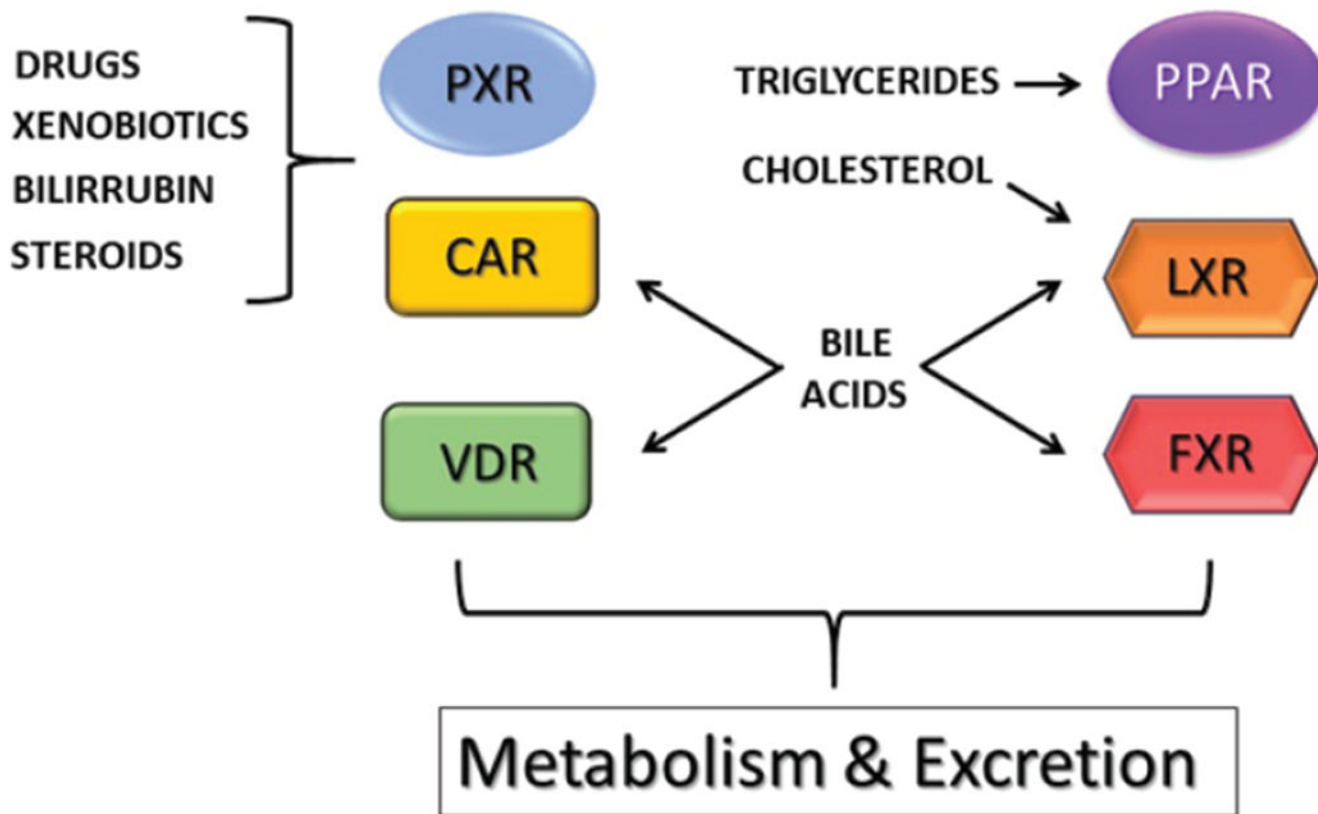 DRUGS
XENOBIOTICS
BILIRRUBIN
STEROIDS
PXR
CAR
VDR
TRIGLYCERIDES
CHOLESTEROL
BILE
ACIDS
PPAR
LXR
FXR
Metabolism & Excretion